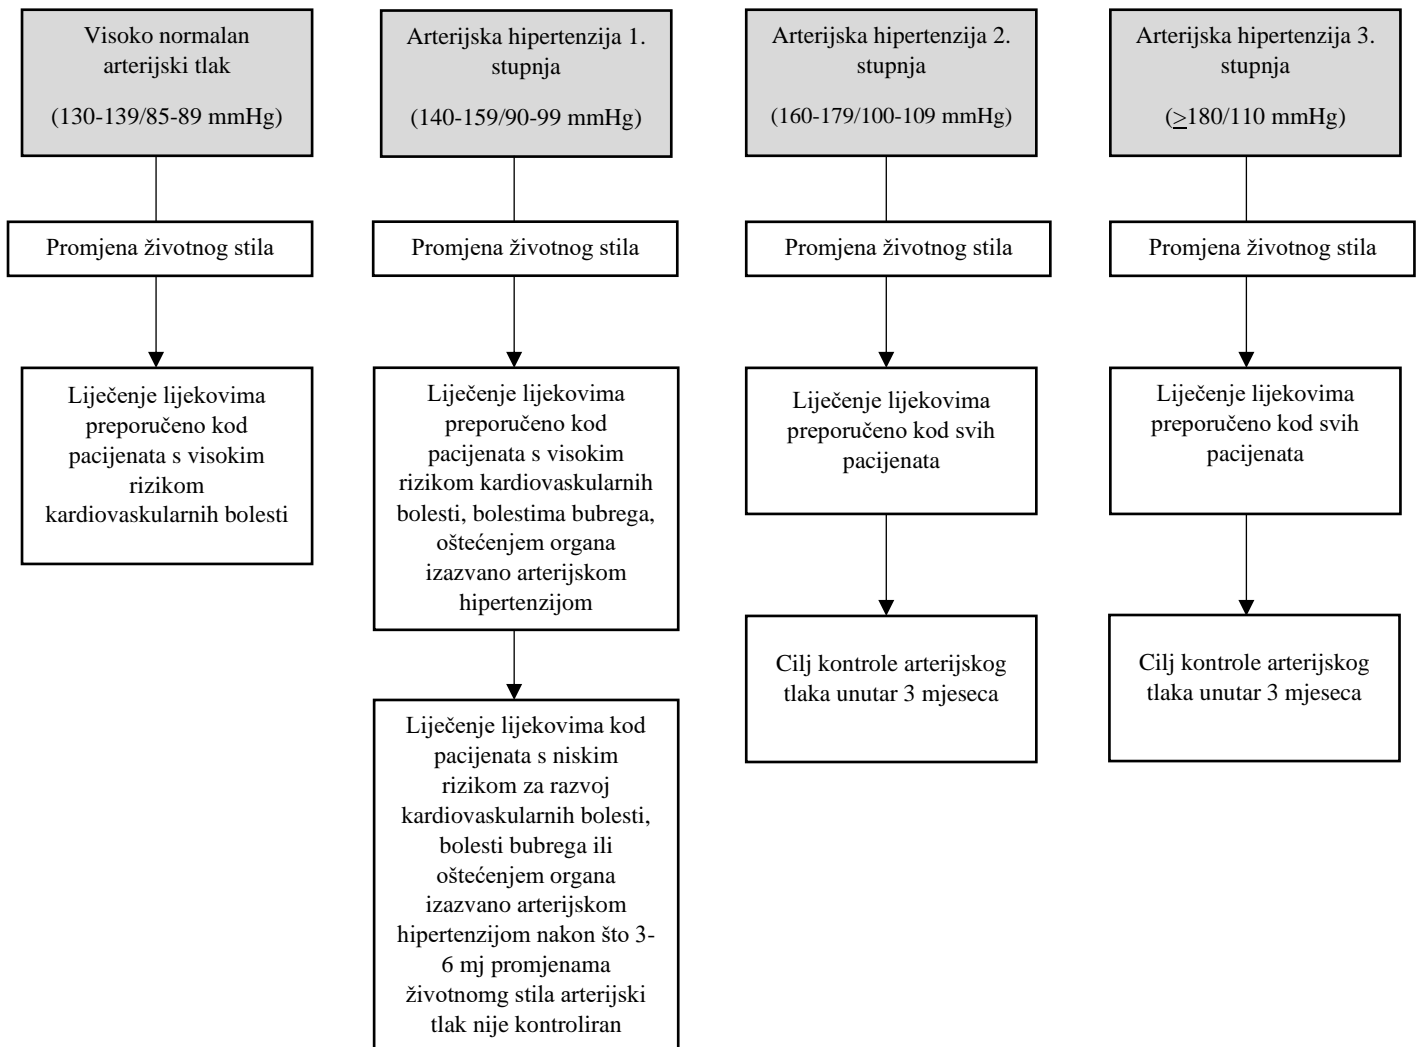 Visoko normalan
arterijski tlak
(130-139/85-89 mmHg)
Promjena životnog stila
Liječenje lijekovima
preporučeno kod
pacijenata s visokim
rizikom
kardiovaskularnih bolesti
Arterijska hipertenzija 1.
stupnja
(140-159/90-99 mmHg)
Promjena životnog stila
Liječenje lijekovima
preporučeno kod
pacijenata s visokim
rizikom kardiovaskularnih
bolesti, bolestima bubrega,
oštećenjem organa
izazvano arterijskom
hipertenzijom
Liječenje lijekovima kod
pacijenata s niskim
rizikom za razvoj
kardiovaskularnih bolesti,
bolesti bubrega ili
oštećenjem organa
izazvano arterijskom
hipertenzijom nakon što 3-
6 mj promjenama
životnomg stila arterijski
tlak nije kontroliran
Arterijska hipertenzija 2.
stupnja
(160-179/100-109 mmHg)
Promjena životnog stila
Liječenje lijekovima
preporučeno kod svih
pacijenata
Cilj kontrole arterijskog
tlaka unutar 3 mjeseca
Arterijska hipertenzija 3.
stupnja
(≥180/110 mmHg)
Promjena životnog stila
Liječenje lijekovima
preporučeno kod svih
pacijenata
Cilj kontrole arterijskog
tlaka unutar 3 mjeseca